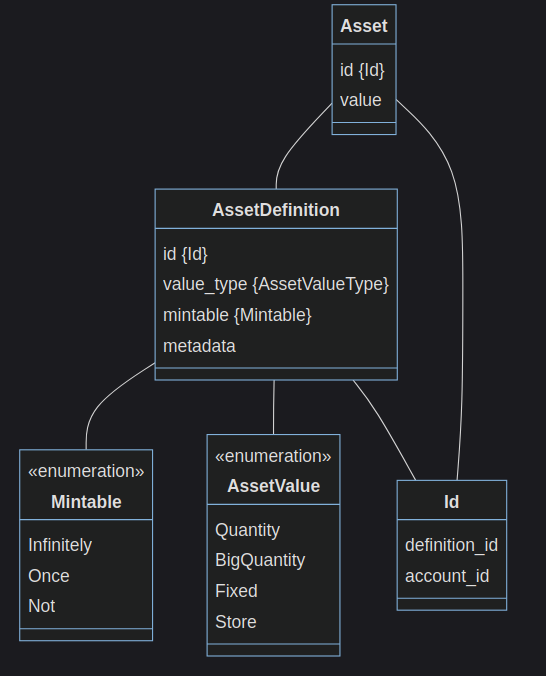 Asset
id {Id}
value
AssetDefinition
id {Id}
value_type {AssetValueType}
mintable {Mintable}
metadata
«enumeration»
Mintable
Infinitely
Once
Not
«enumeration»
AssetValue
Quantity
BigQuantity
Fixed
Store
Id
definition_id
account_id